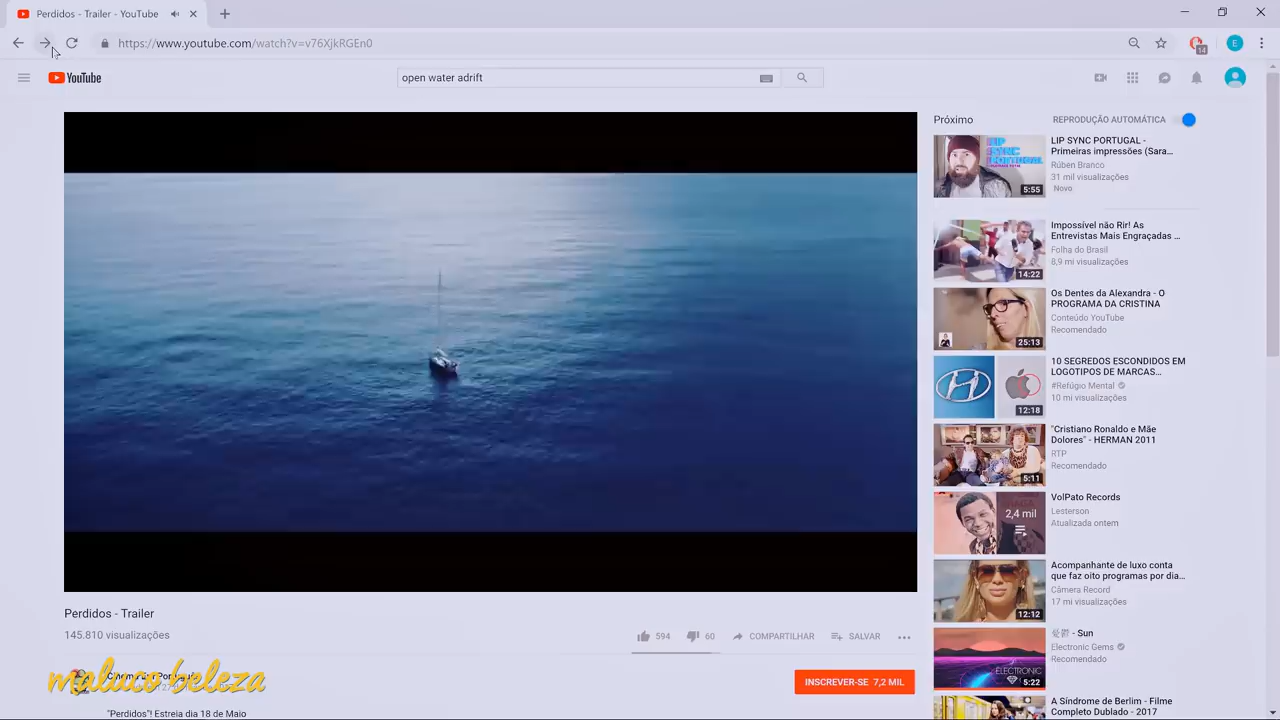 Perdidos - Trailer - YouTube
https://www.youtube.com/watch?v=v76XjkRGEn0
14
E
YouTube
open water adrift
Próximo
REPRODUÇÃO AUTOMÁTICA
LIP SYNC PORTUGAL
5:55
LIP SYNC PORTUGAL -
Primeiras impressões (Sara...
Rúben Branco
31 mil visualizações
Novo
14:22
Impossível não Rir! As
Entrevistas Mais Engraçadas ...
Folha do Brasil
8,9 mi visualizações
25:13
Os Dentes da Alexandra - O
PROGRAMA DA CRISTINA
Conteúdo YouTube
Recomendado
12:18
10 SEGREDOS ESCONDIDOS EM
LOGOTIPOS DE MARCAS...
#Refúgio Mental
10 mi visualizações
5:11
"Cristiano Ronaldo e Mãe
Dolores" - HERMAN 2011
RTP
Recomendado
2,4 mil
VolPato Records
Lesterson
Atualizada ontem
12:12
Acompanhante de luxo conta
que faz oito programas por dia...
Câmera Record
17 mi visualizações
ELECTRONIC
5:22
憂鬱 - Sun
Electronic Gems
Recomendado
A Síndrome de Berlim - Filme
Completo Dublado - 2017
Perdidos - Trailer
145.810 visualizações
594
60
COMPARTILHAR
SALVAR
maluco beleza
INSCREVER-SE 7,2 MIL
"Perdidos"! Estreia dia 18 de Maio